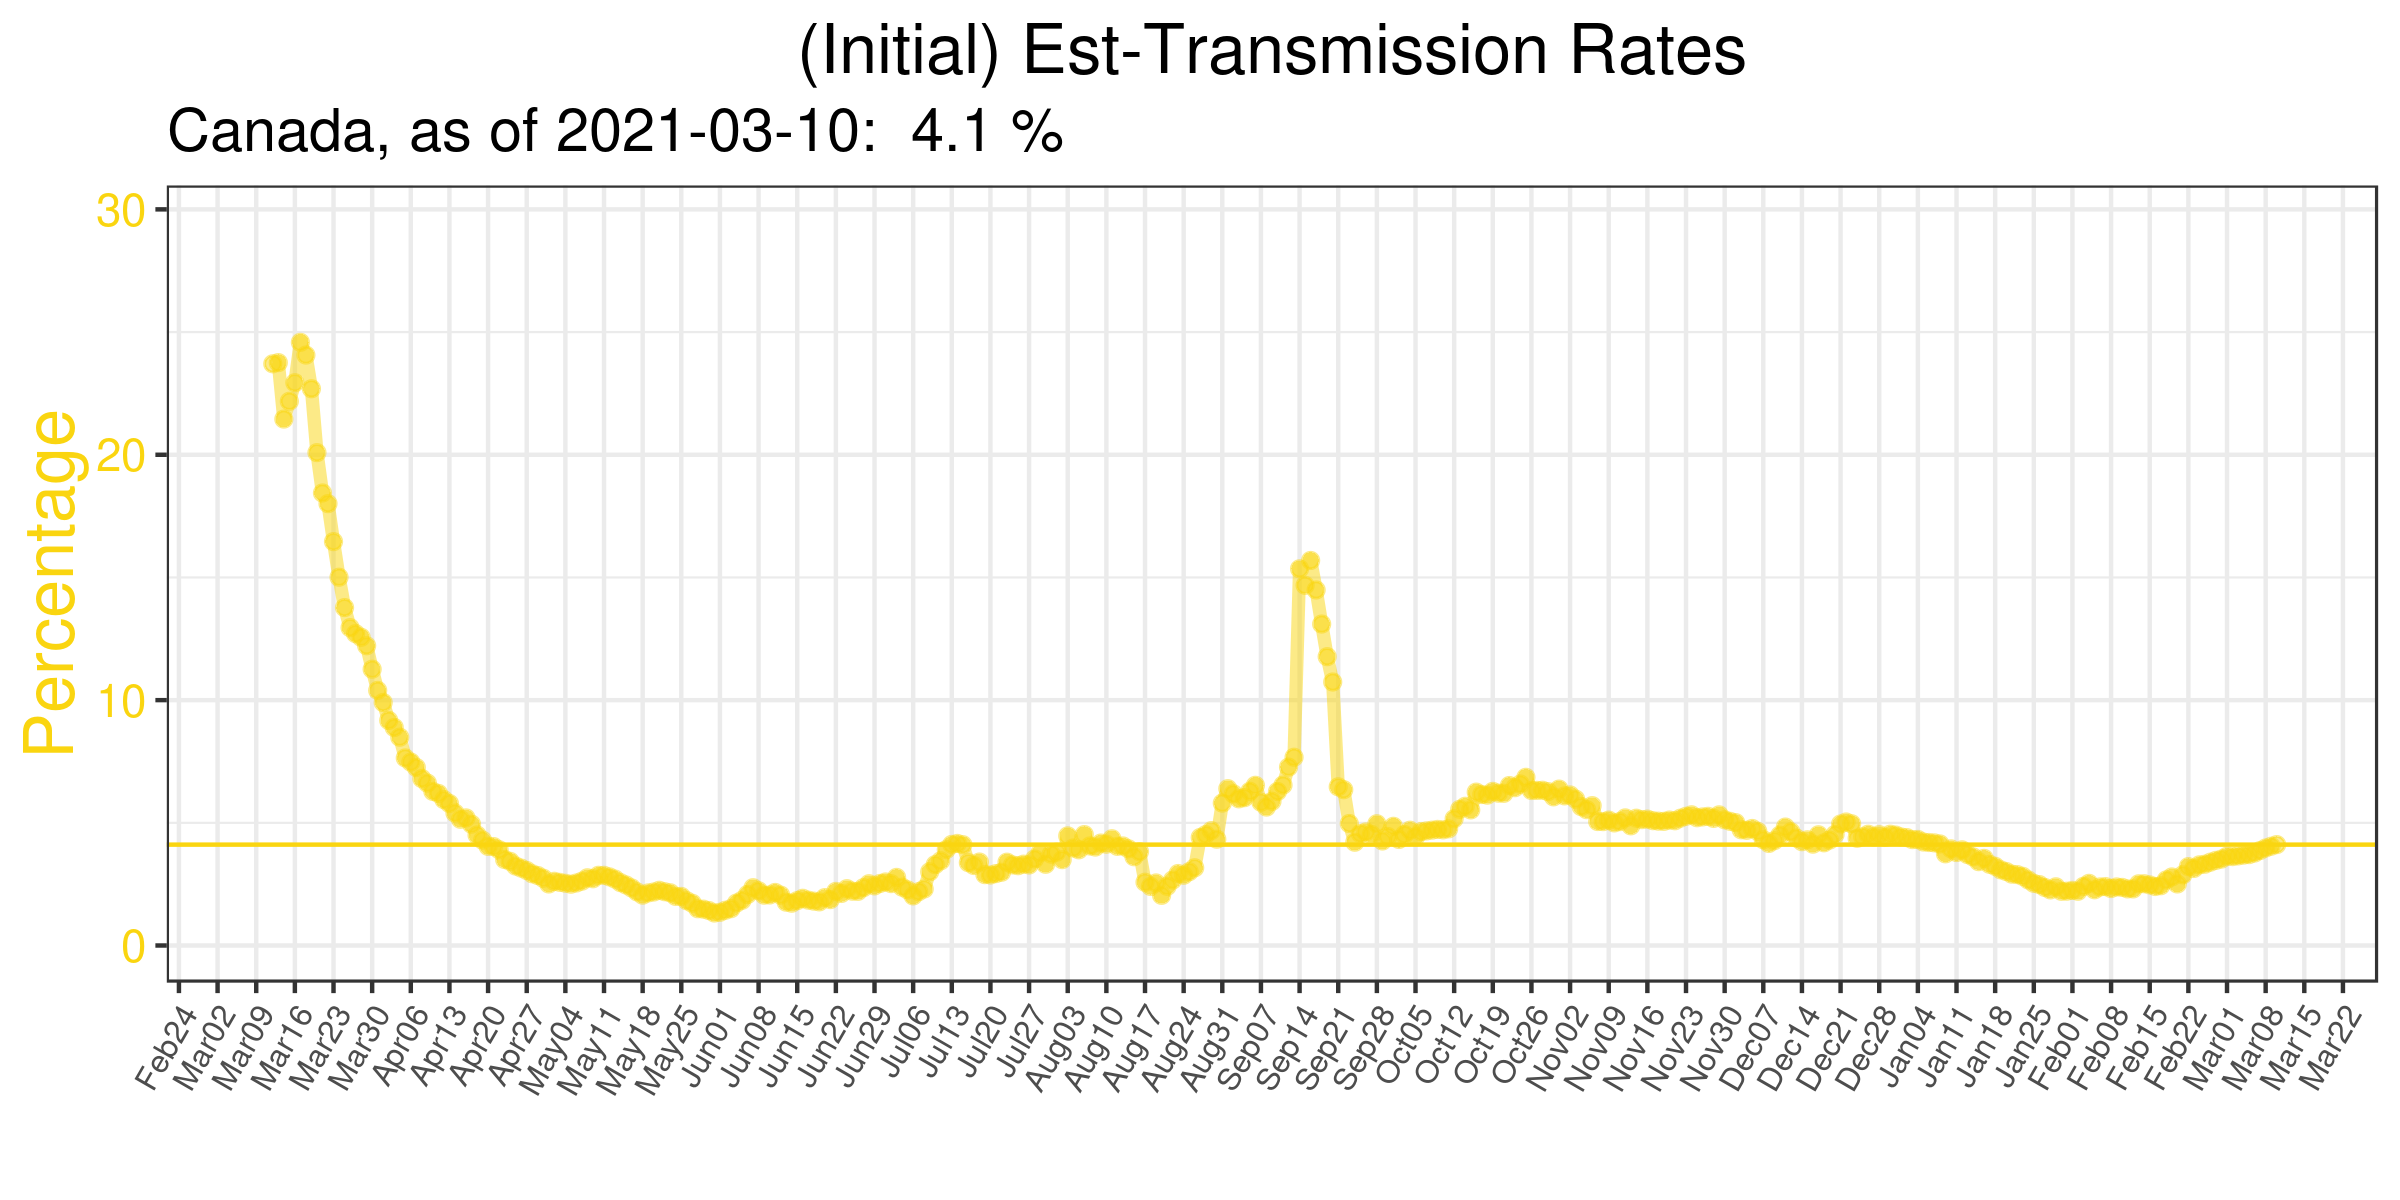 (Initial) Est-Transmission Rates
Canada, as of 2021-03-10:  4.1 %
Percentage
30
20
10
0
Feb24
Mar02
Mar09
Mar16
Mar23
Mar30
Apr06
Apr13
Apr20
Apr27
May04
May11
May18
May25
Jun01
Jun08
Jun15
Jun22
Jun29
Jul06
Jul13
Jul20
Jul27
Aug03
Aug10
Aug17
Aug24
Aug31
Sep07
Sep14
Sep21
Sep28
Oct05
Oct12
Oct19
Oct26
Nov02
Nov09
Nov16
Nov23
Nov30
Dec07
Dec14
Dec21
Dec28
Jan04
Jan11
Jan18
Jan25
Feb01
Feb08
Feb15
Feb22
Mar01
Mar08
Mar15
Mar22